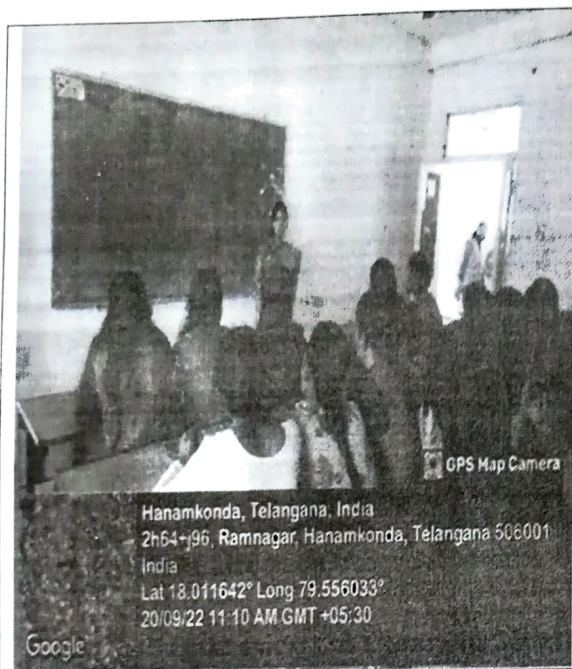 GPS Map Camera
Hanamkonda, Telangana, India
2h64+j96, Ramnagar, Hanamkonda, Telangana 506001
India
Lat 18.011642° Long 79.556033°
20/09/22 11:10 AM GMT +05:30
Google